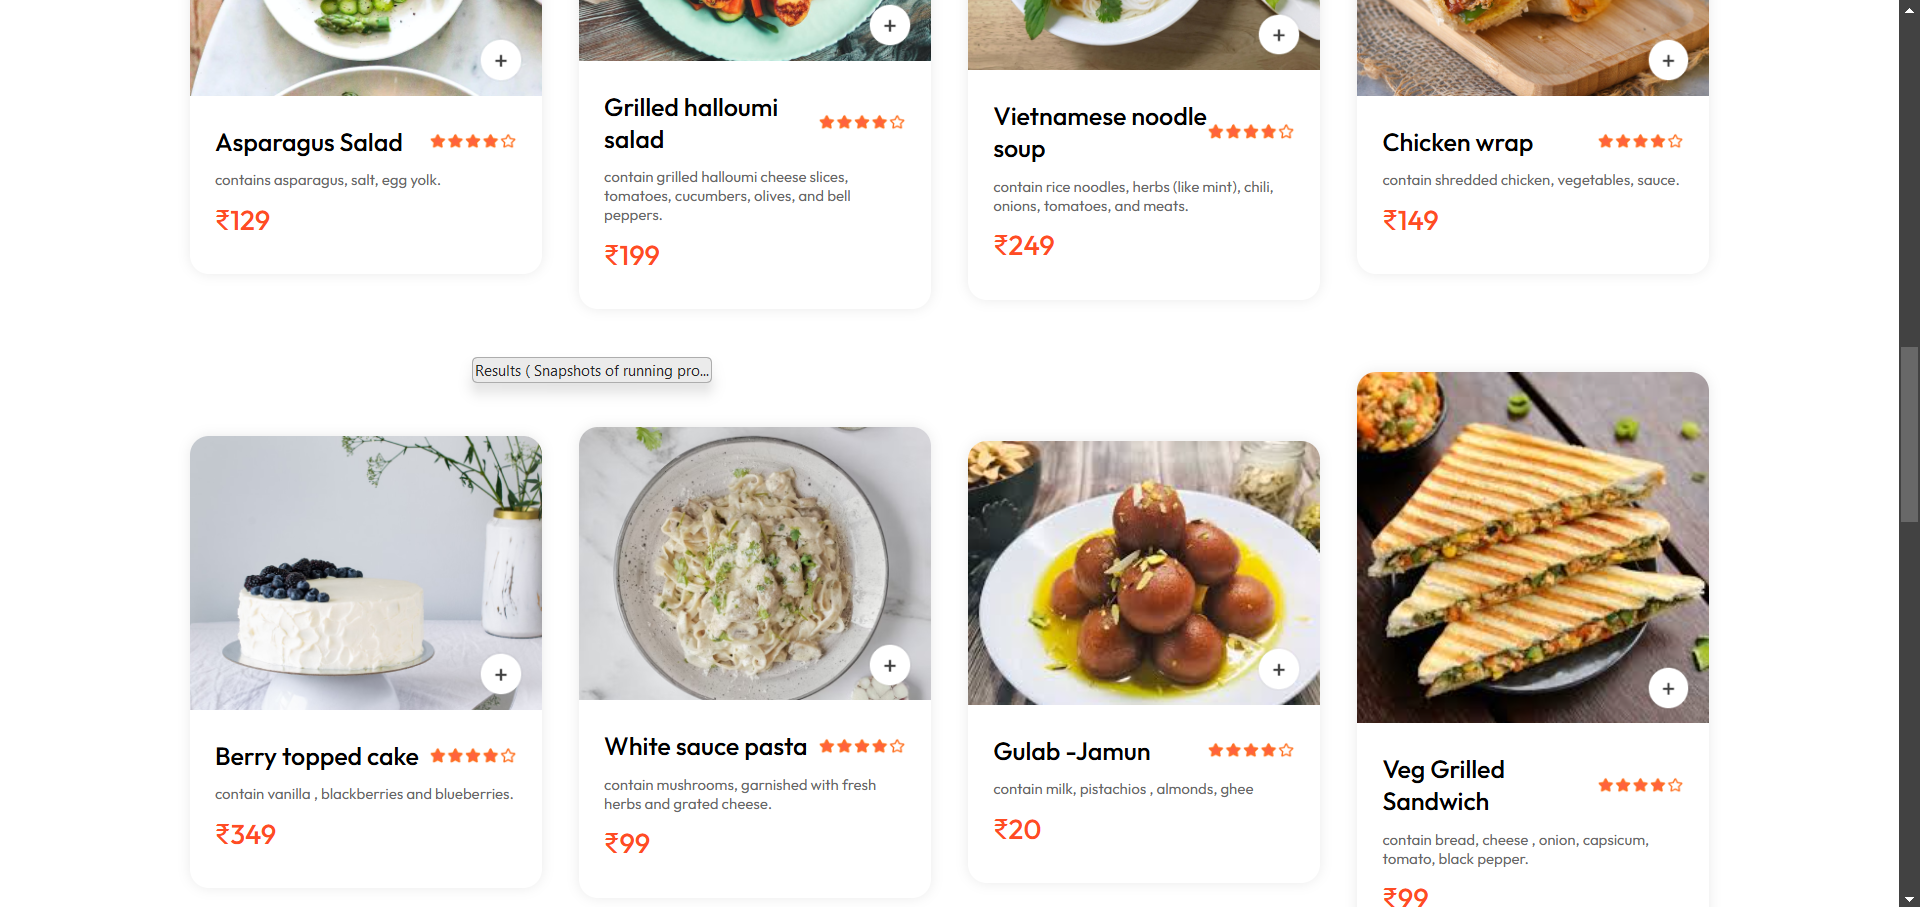 Asparagus Salad
contains asparagus, salt, egg yolk.
₹129
Grilled halloumi
salad
contain grilled halloumi cheese slices,
tomatoes, cucumbers, olives, and bell
peppers.
₹199
Vietnamese noodle
soup
contain rice noodles, herbs (like mint), chili,
onions, tomatoes, and meats.
₹249
Chicken wrap
contain shredded chicken, vegetables, sauce.
₹149
Results ( Snapshots of running pro...
Berry topped cake
contain vanilla , blackberries and blueberries.
₹349
White sauce pasta
contain mushrooms, garnished with fresh
herbs and grated cheese.
₹99
Gulab -Jamun
contain milk, pistachios , almonds, ghee
₹20
Veg Grilled
Sandwich
contain bread, cheese , onion, capsicum,
tomato, black pepper.
₹99